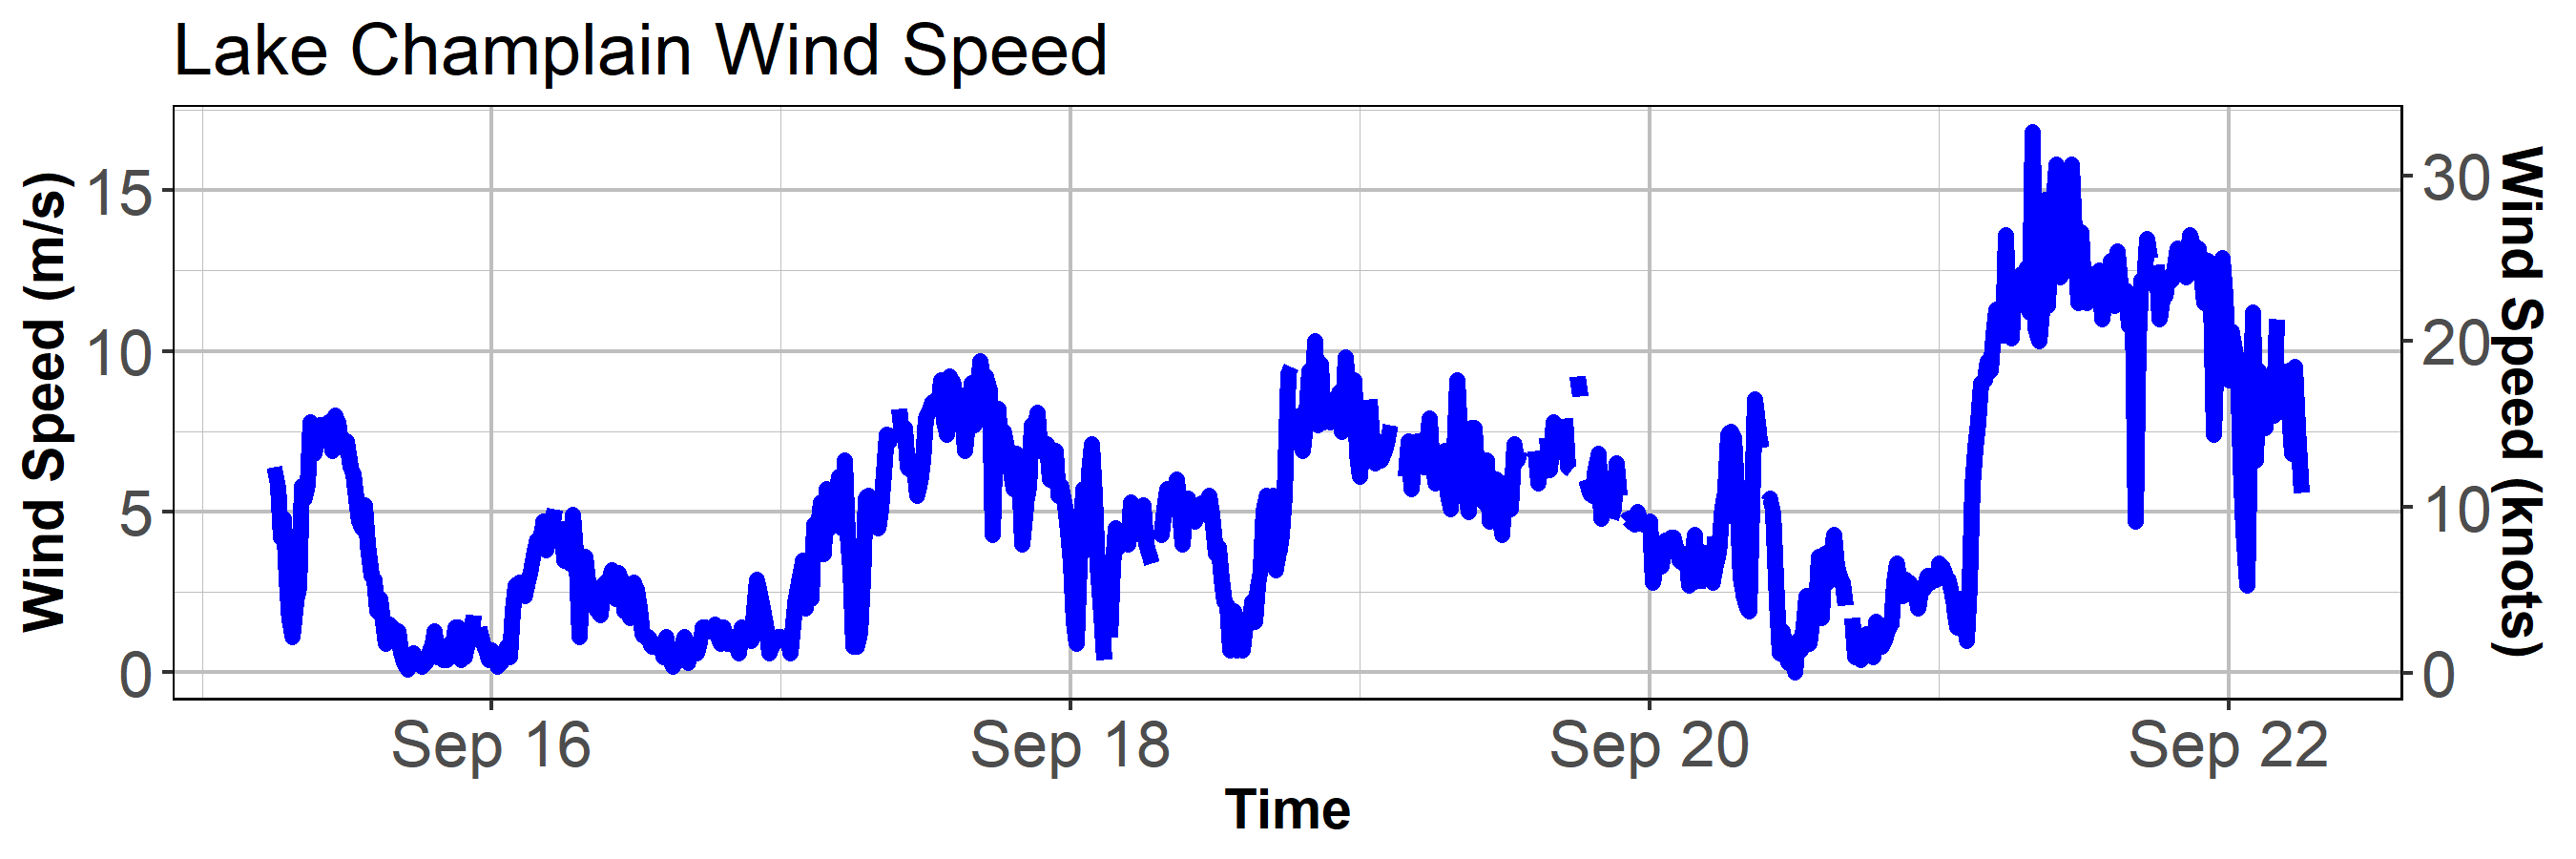 Lake Champlain Wind Speed
Wind Speed (m/s)
15
10
5
0
30
20
10
0
Wind Speed (knots)
Sep 16
Sep 18
Sep 20
Sep 22
Time